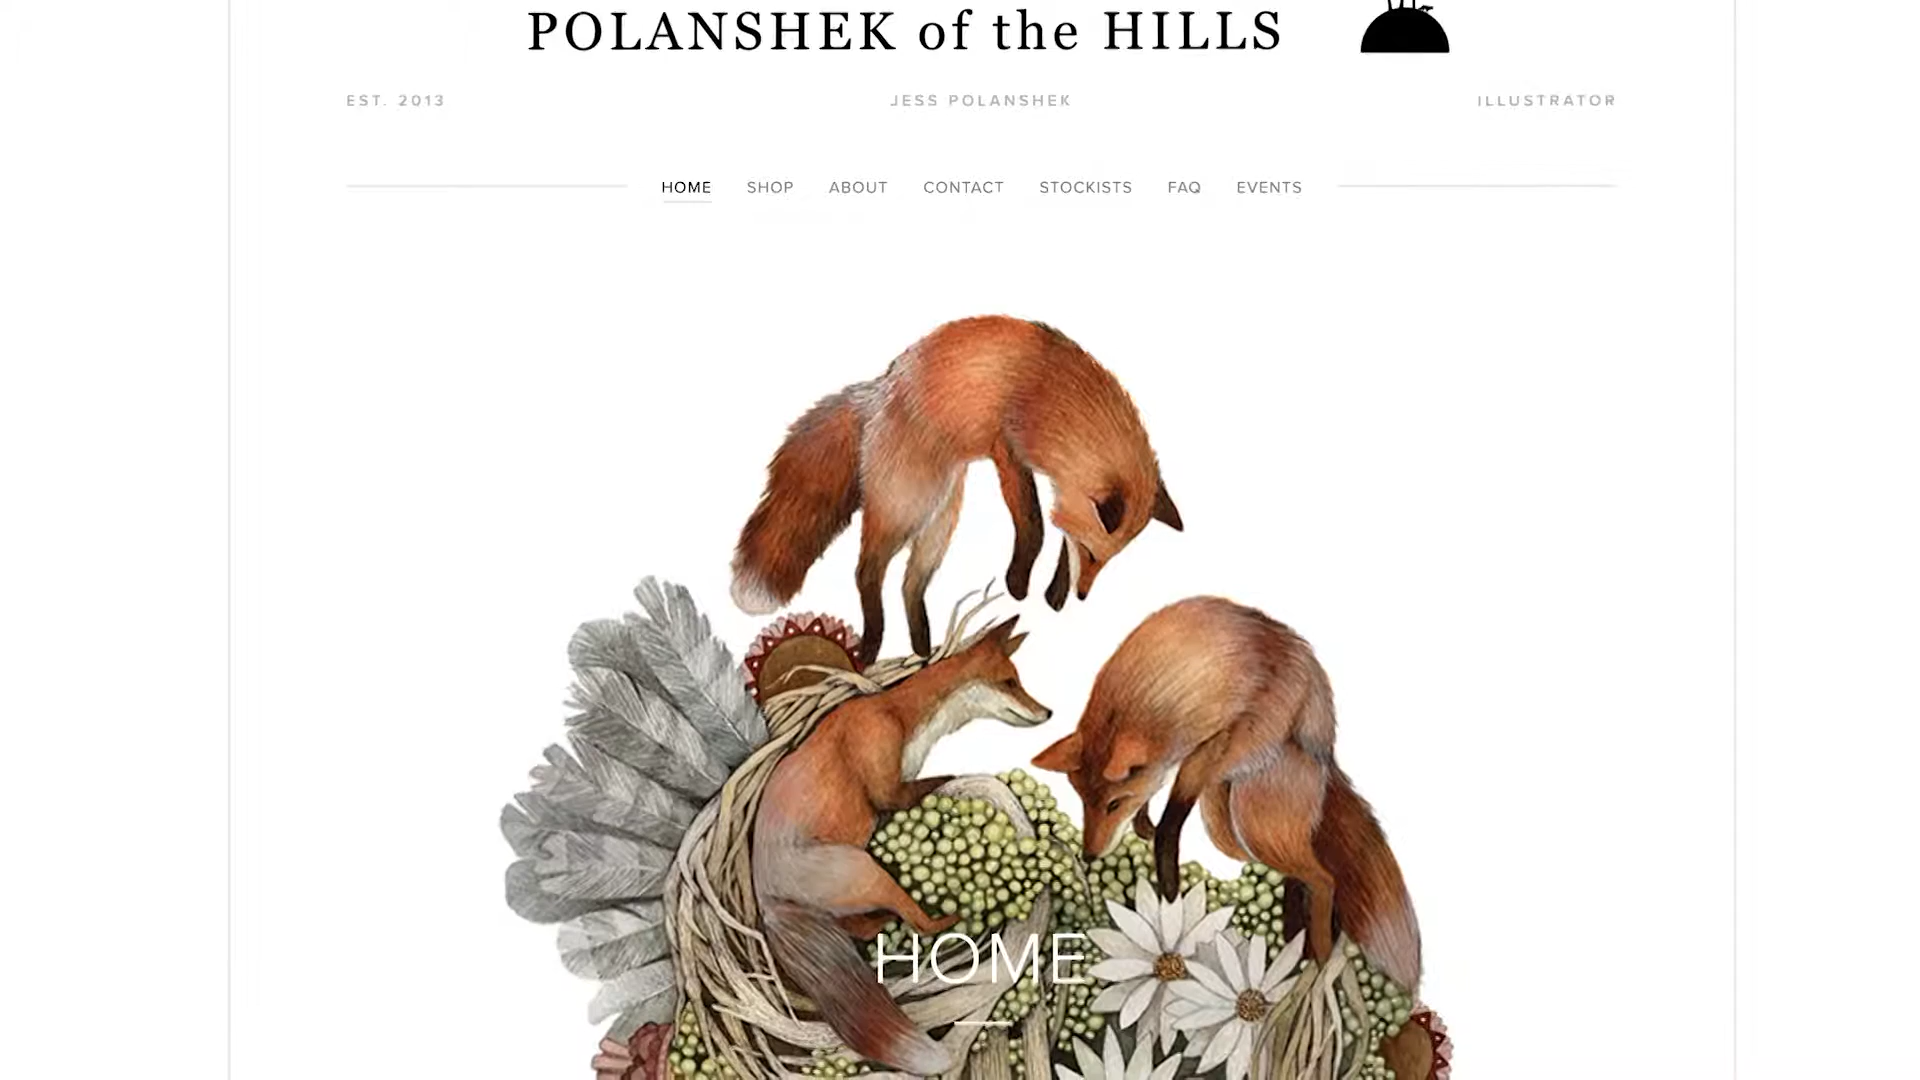 POLANSHEK of the HILLS
EST. 2013 JESS POLANSHEK ILLUSTRATOR
HOME SHOP ABOUT CONTACT STOCKISTS FAQ EVENTS
HOME